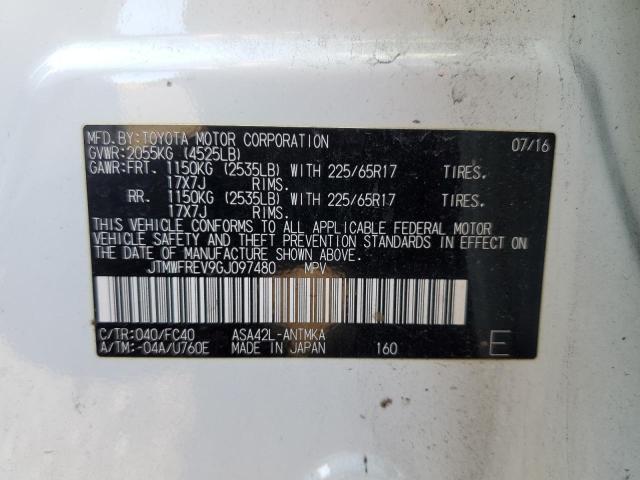 MFD.BY:TOYOTA MOTOR CORPORATION 07/16
GVWR:2055KG (4525LB)
GAWR:FRT. 1150KG (2535LB) WITH 225/65R17 TIRES.
17X7J RIMS.
RR. 1150KG (2535LB) WITH 225/65R17 TIRES.
17X7J RIMS.
THIS VEHICLE CONFORMS TO ALL APPLICABLE FEDERAL MOTOR
VEHICLE SAFETY AND THEFT PREVENTION STANDARDS IN EFFECT
ON THE DATE OF MANUFACTURE SHOWN ABOVE.
JTMWFREV9GJ097480 MPV
C/TR:040/FC40 ASA42L-ANTMKA
A/TM:-04A/U760E MADE IN JAPAN 160 E